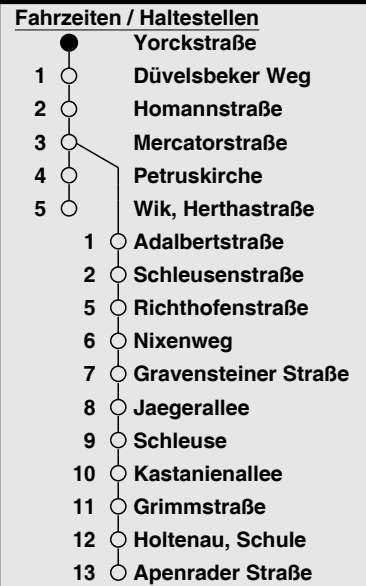 Fahrzeiten / Haltestellen
Yorckstraße
1 Düvelsbeker Weg
2 Homannstraße
3 Mercatorstraße
4 Petruskirche
5 Wik, Herthastraße
1 Adalbertstraße
2 Schleusenstraße
5 Richthofenstraße
6 Nixenweg
7 Gravensteiner Straße
8 Jaegerallee
9 Schleuse
10 Kastanienallee
11 Grimmstraße
12 Holtenau, Schule
13 Apenrader Straße